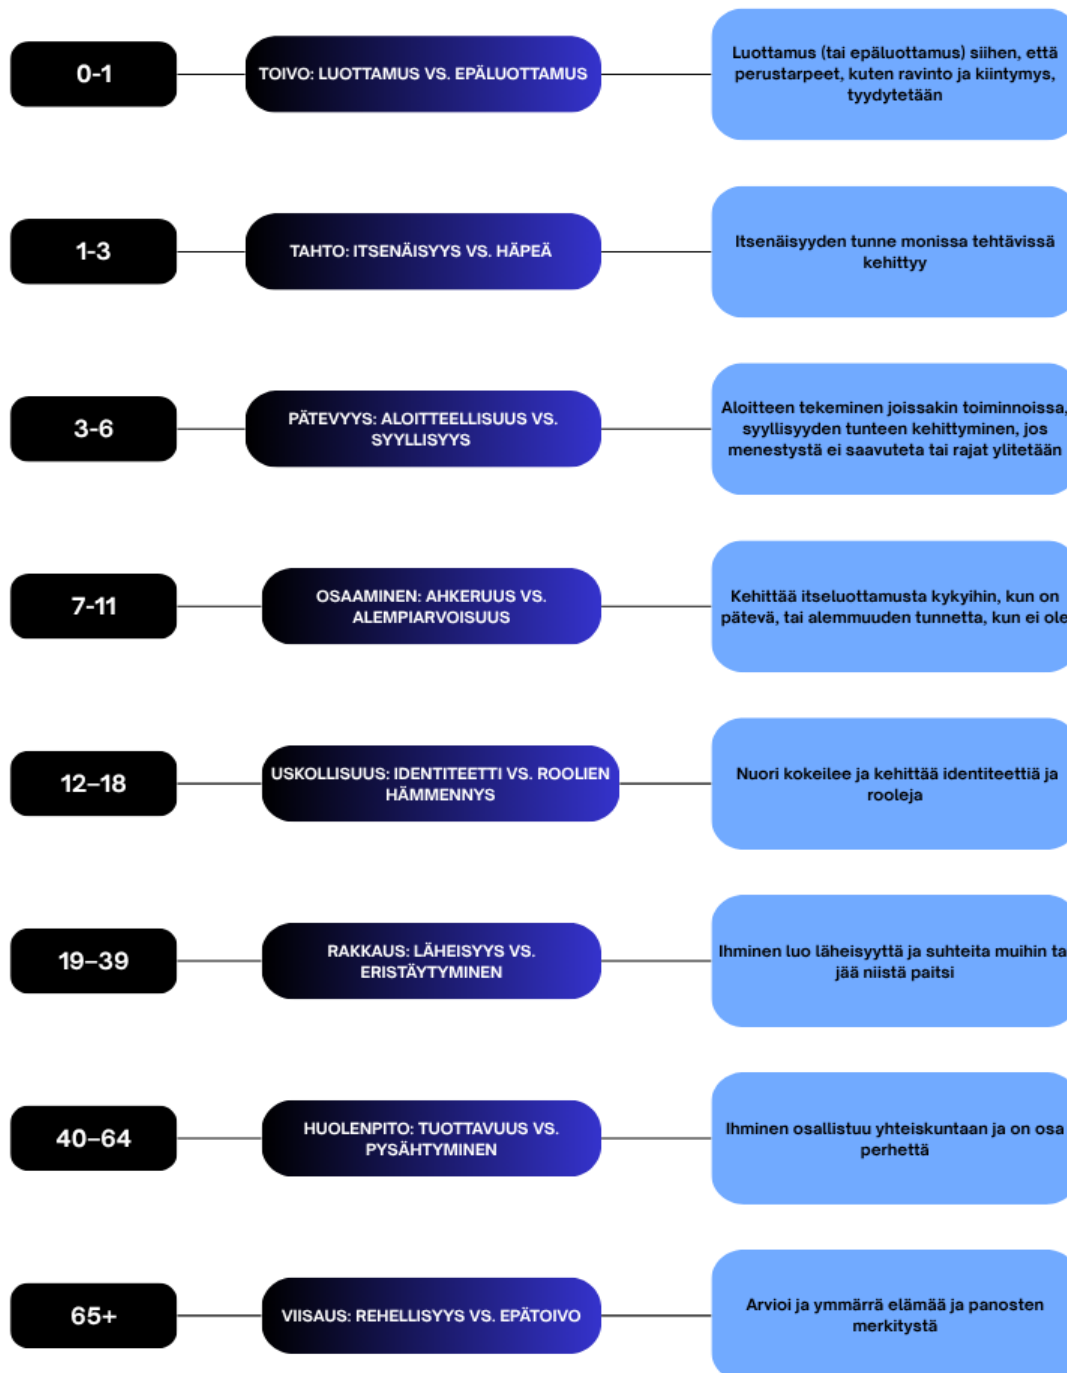 0-1
TOIVO: LUOTTAMUS VS. EPÄLUOTTAMUS
Luottamus (tai epäluottamus) siihen, että
perustarpeet, kuten ravinto ja kiintymys,
tyydytetään
1-3
TAHTO: ITSENÄISYYS VS. HÄPEÄ
Itsenäisyyden tunne monissa tehtävissä
kehittyy
3-6
PÄTEVYYS: ALOITTEELLISUUS VS.
SYYLLISYYS
Aloitteen tekeminen joissakin toiminnoissa,
syyllisyyden tunteen kehittyminen, jos
menestystä ei saavuteta tai rajat ylitetään
7-11
OSAAMINEN: AHKERUUS VS.
ALEMPIARVOISUUS
Kehittää itseluottamusta kykyihin, kun on
pätevä, tai alemmuuden tunnetta, kun ei ole
12–18
USKOLLISUUS: IDENTITEETTI VS. ROOLIEN
HÄMMENNYS
Nuori kokeilee ja kehittää identiteettiä ja
rooleja
19–39
RAKKAUS: LÄHEISYYS VS.
ERISTÄYTYMINEN
Ihminen luo läheisyyttä ja suhteita muihin ta
jää niistä paitsi
40–64
HUOLENPITO: TUOTTAVUUS VS.
PYSÄHTYMINEN
Ihminen osallistuu yhteiskuntaan ja on osa
perhettä
65+
VIISAUS: REHELLISYYS VS. EPÄTOIVO
Arvioi ja ymmärrä elämää ja panosten
merkitystä